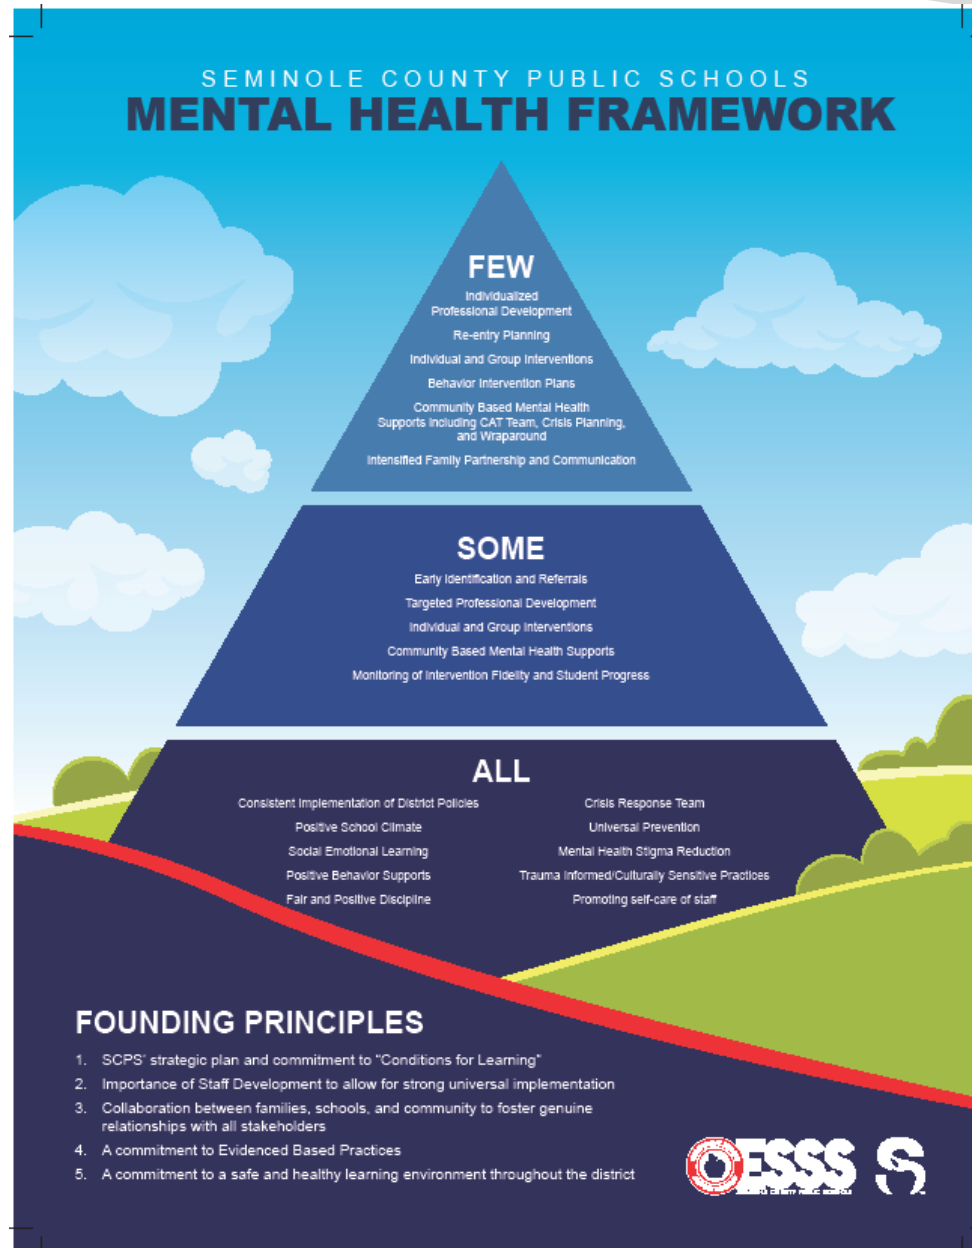 SEMINOLE COUNTY PUBLIC SCHOOLS
MENTAL HEALTH FRAMEWORK
FEW
Individualized
Professional Development
Re-entry Planning
Individual and Group Interventions
Behavior Intervention Plans
Community Based Mental Health
Supports Including CAT Team, Crisis Planning,
and Wraparound
Intensified Family Partnership and Communication
SOME
Early Identification and Referrals
Targeted Professional Development
Individual and Group Interventions
Community Based Mental Health Supports
Monitoring of Intervention Fidelity and Student Progress
ALL
Consistent Implementation of District Policies
Positive School Climate
Social Emotional Learning
Positive Behavior Supports
Fair and Positive Discipline
Crisis Response Team
Universal Prevention
Mental Health Stigma Reduction
Trauma Informed/Culturally Sensitive Practices
Promoting self-care of staff
FOUNDING PRINCIPLES
1. SCPS' strategic plan and commitment to "Conditions for Learning"
2. Importance of Staff Development to allow for strong universal implementation
3. Collaboration between families, schools, and community to foster genuine
relationships with all stakeholders
4. A commitment to Evidenced Based Practices
5. A commitment to a safe and healthy learning environment throughout the district
ESSS
COUNTY PUBLIC SCHOOLS